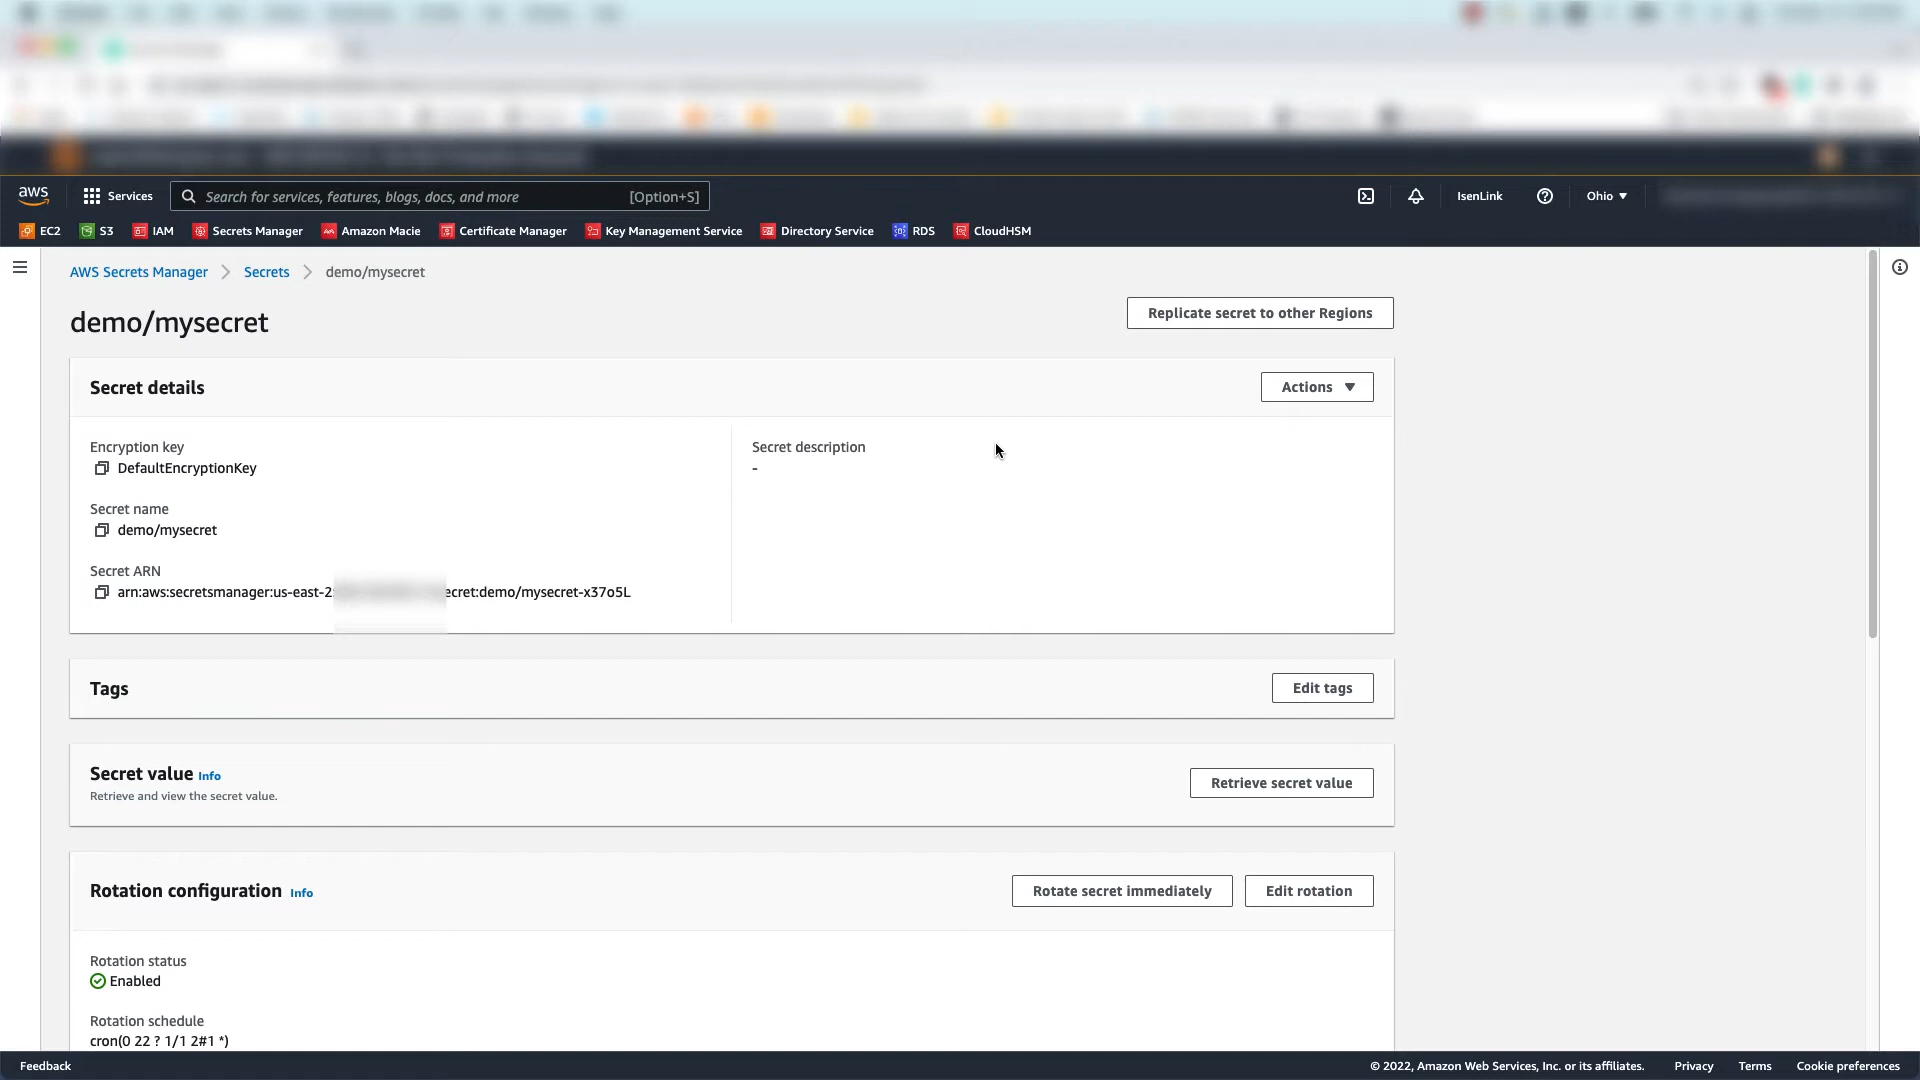 aws
Services
Search for services, features, blogs, docs, and more
[Option+S]
IsenLink
Ohio
EC2
S3
IAM
Secrets Manager
Amazon Macie
Certificate Manager
Key Management Service
Directory Service
RDS
CloudHSM
AWS Secrets Manager
Secrets
demo/mysecret
demo/mysecret
Replicate secret to other Regions
Secret details
Actions
Encryption key
DefaultEncryptionKey
Secret description
-
Secret name
demo/mysecret
Secret ARN
arn:aws:secretsmanager:us-east-2: ecret:demo/mysecret-x37o5L
Tags
Edit tags
Secret value Info
Retrieve and view the secret value.
Retrieve secret value
Rotation configuration Info
Rotate secret immediately
Edit rotation
Rotation status
Enabled
Rotation schedule
cron(0 22 ? 1/1 2#1 *)
Feedback
© 2022, Amazon Web Services, Inc. or its affiliates.
Privacy
Terms
Cookie preferences